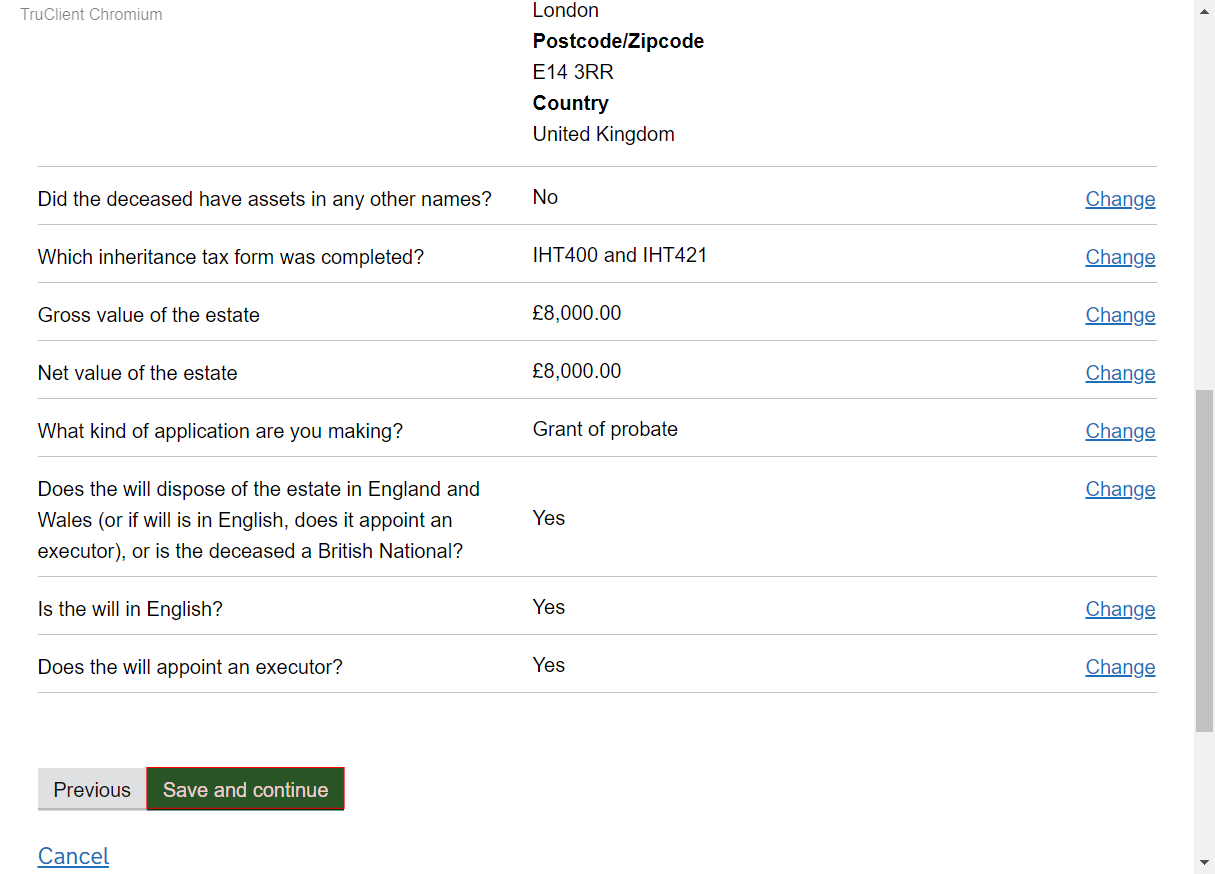 TruClient Chromium
London
Postcode/Zipcode
E14 3RR
Country
United Kingdom
Did the deceased have assets in any other names? No Change
Which inheritance tax form was completed? IHT400 and IHT421 Change
Gross value of the estate £8,000.00 Change
Net value of the estate £8,000.00 Change
What kind of application are you making? Grant of probate Change
Does the will dispose of the estate in England and Change
Wales (or if will is in English, does it appoint an Yes
executor), or is the deceased a British National?
Is the will in English? Yes Change
Does the will appoint an executor? Yes Change
Previous Save and continue
Cancel